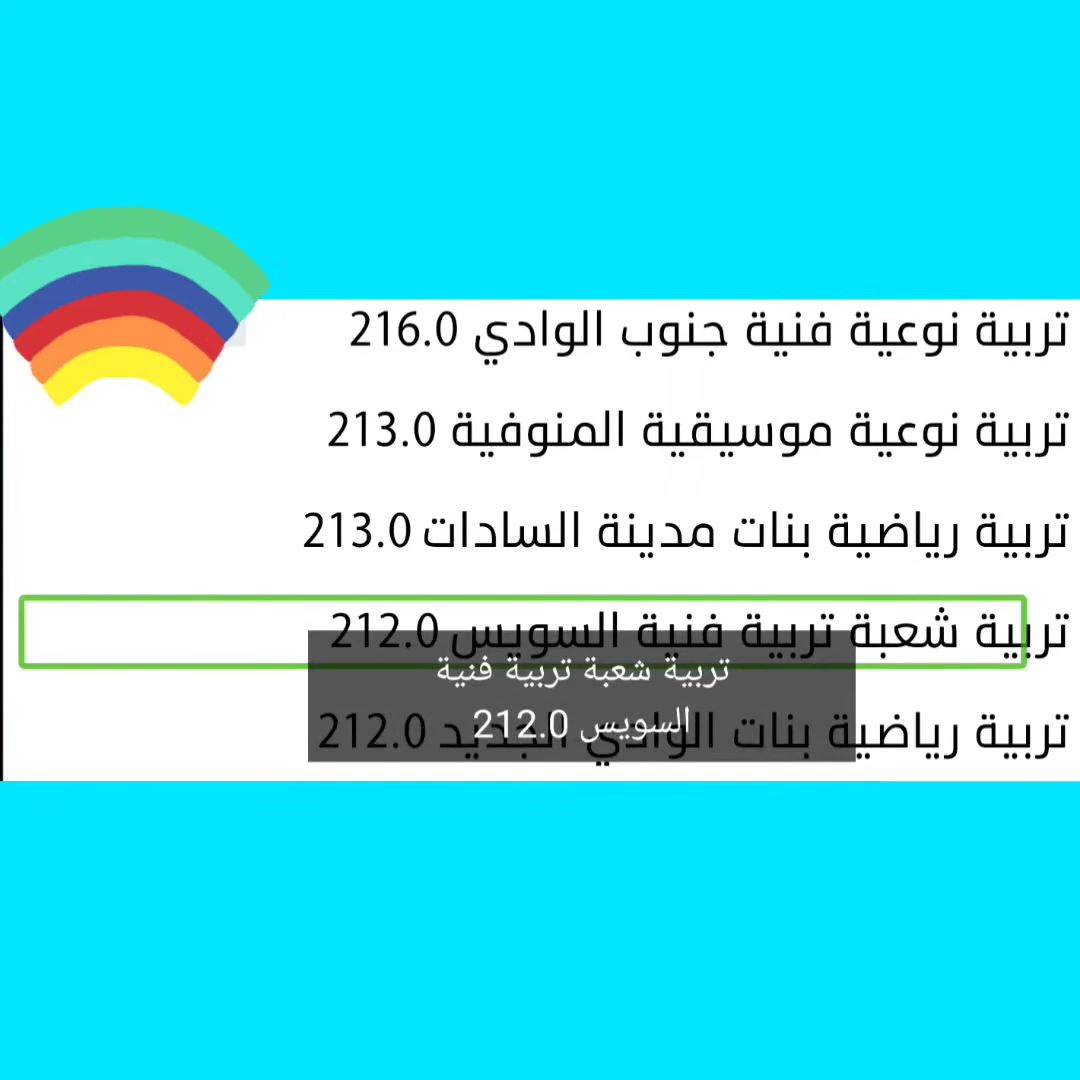 تربية نوعية فنية جنوب الوادي 216.0
تربية نوعية موسيقية المنوفية 213.0
تربية رياضية بنات مدينة السادات 213.0
تربية شعبة تربية فنية السويس 212.0
تربية شعبة تربية فنية
السويس 212.0
تربية رياضية بنات الوادي الجديد 212.0